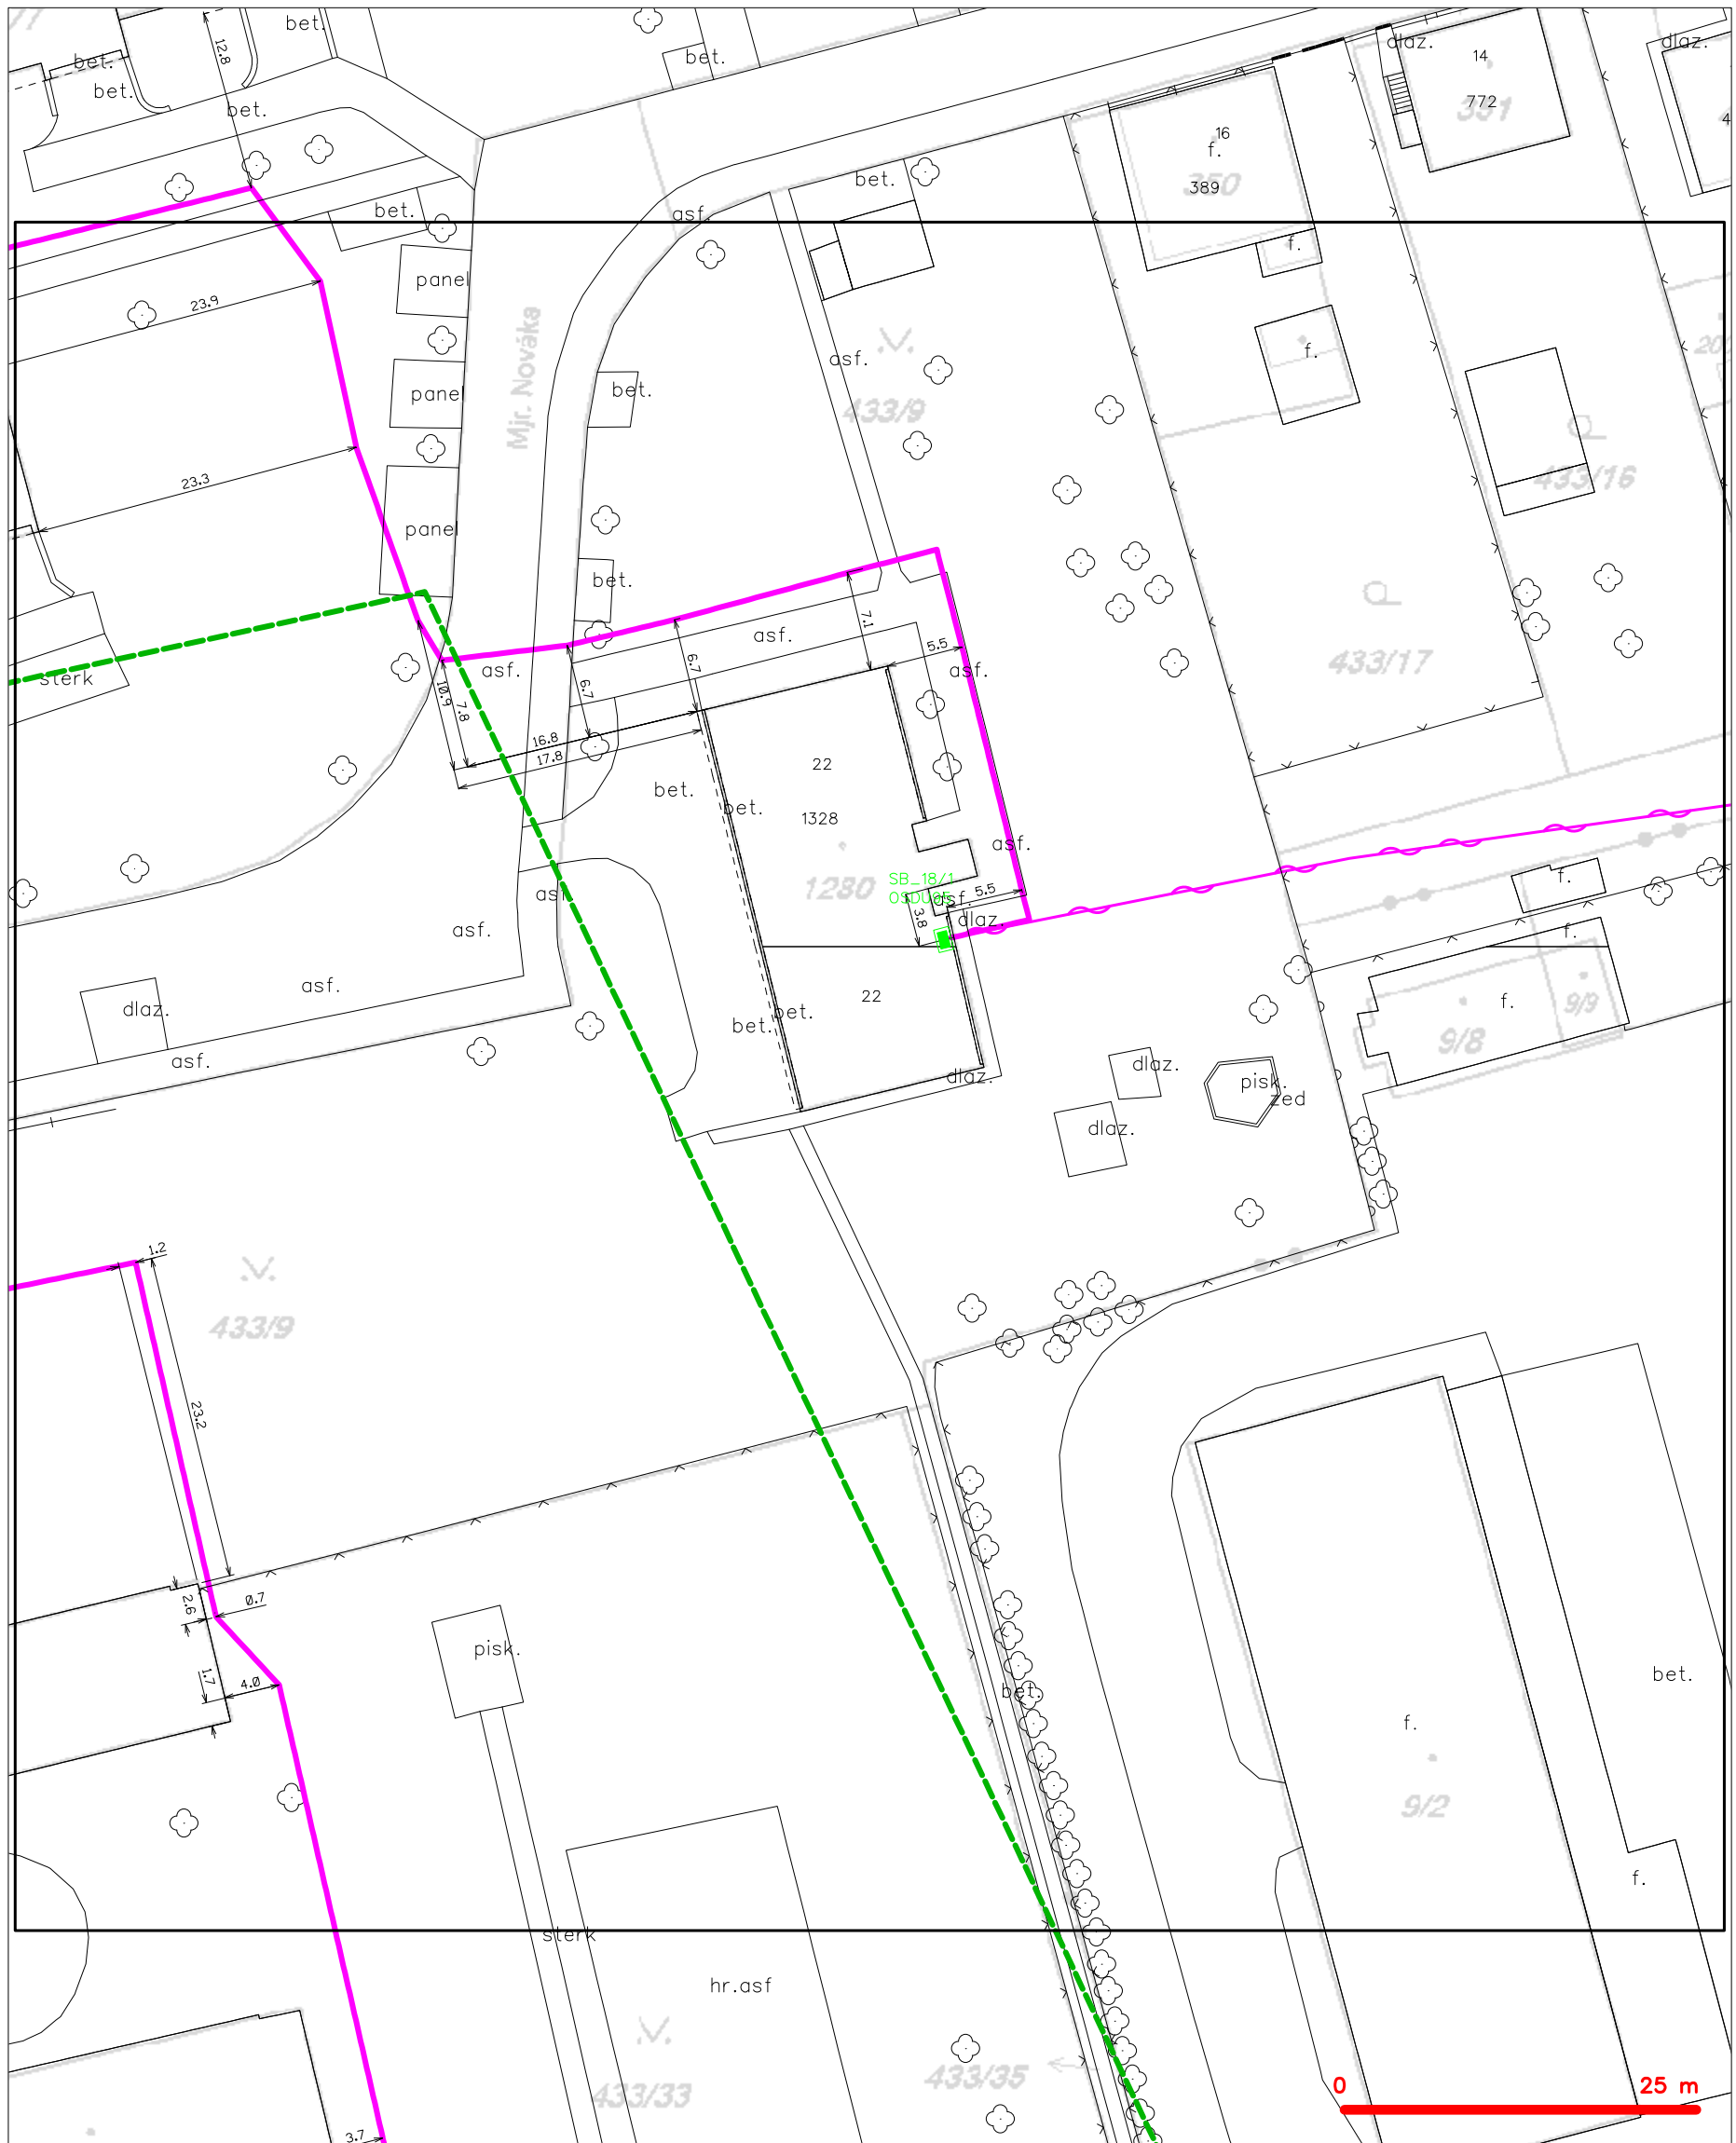 bet.
bet.
bet.
bet.
12.8
bet.
dlaz.
14
772
351
dlaz.
16
f.
389
350
bet.
bet.
asf.
f.
panel
23.9
Mjr. Nováka
asf.
f.
433/9
panel
bet.
433/16
23.3
panel
bet.
asf.
7.1
5.5
asf.
433/17
sterk
asf.
6.7
6.7
10.9
7.8
16.8
17.8
22
bet.
bet.
1328
asf.
1280
SB_18/1
asf.
5.5
asf.
3.8
dlaz.
f.
f.
asf.
asf.
22
dlaz.
bet.
bet.
f.
9/8
9/9
asf.
dlaz.
dlaz.
pisk.
zed
dlaz.
1.2
433/9
23.2
2.6
0.7
1.7
4.0
pisk.
bet.
bet.
f.
9/2
f.
sterk
hr.asf
433/33
433/35
0
25 m
3.7